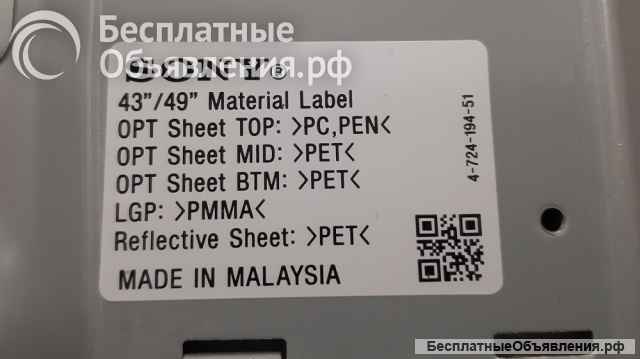 Бесплатные
Объявления.рф
SONY®
43"/49" Material Label
OPT Sheet TOP: >PC,PEN<
OPT Sheet MID: >PET<
OPT Sheet BTM: >PET<
LGP: >PMMA<
Reflective Sheet: >PET<
MADE IN MALAYSIA
4-724-194-51
БесплатныеОбъявления.рф